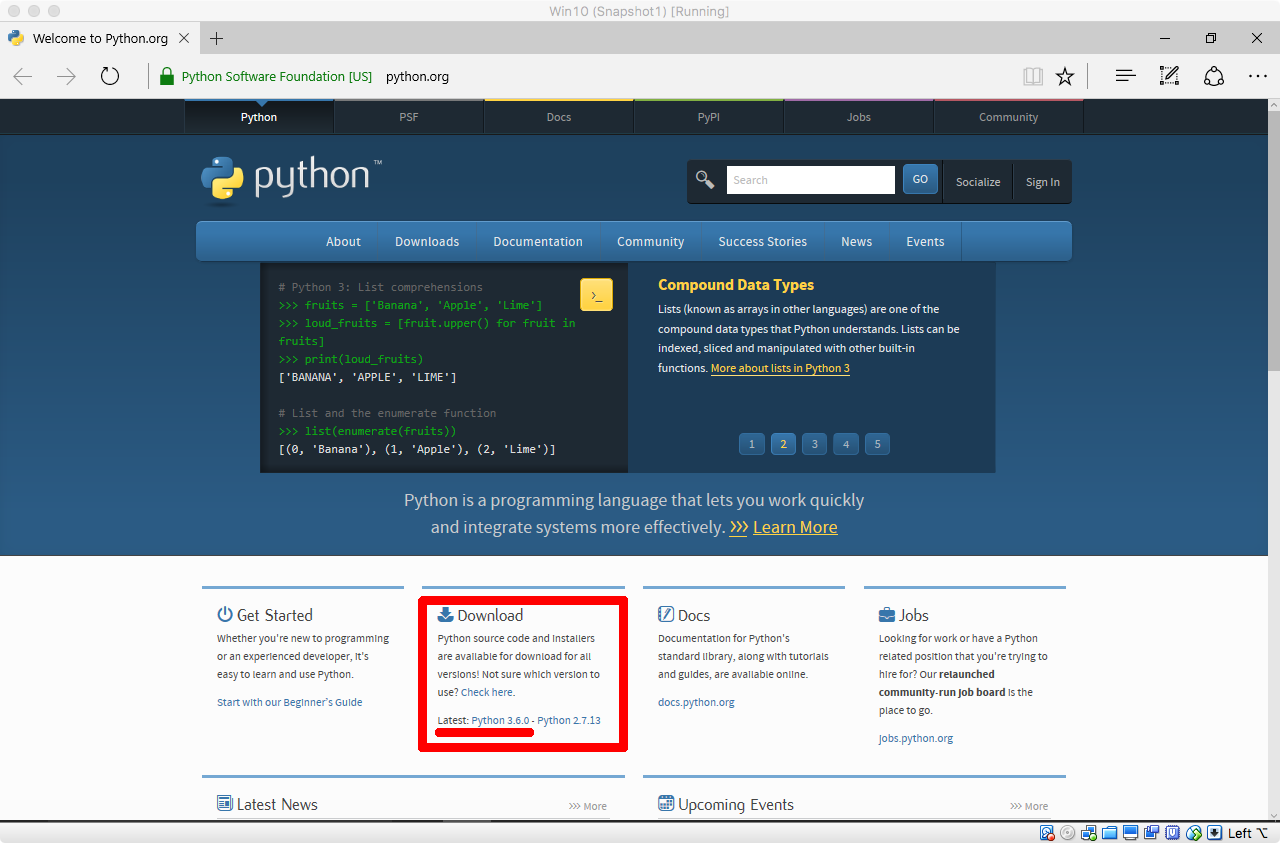 Win10 (Snapshot1) [Running]
Welcome to Python.org
Python Software Foundation [US] python.org
Python PSF Docs PyPI Jobs Community
python™
Search GO Socialize Sign In
About Downloads Documentation Community Success Stories News Events
# Python 3: List comprehensions
>>> fruits = ['Banana', 'Apple', 'Lime']
>>> loud_fruits = [fruit.upper() for fruit in
fruits]
>>> print(loud_fruits)
['BANANA', 'APPLE', 'LIME']
# List and the enumerate function
>>> list(enumerate(fruits))
[(0, 'Banana'), (1, 'Apple'), (2, 'Lime')]
>_
Compound Data Types
Lists (known as arrays in other languages) are one of the
compound data types that Python understands. Lists can be
indexed, sliced and manipulated with other built-in
functions. More about lists in Python 3
1 2 3 4 5
Python is a programming language that lets you work quickly
and integrate systems more effectively. >>> Learn More
Get Started
Whether you're new to programming
or an experienced developer, it's
easy to learn and use Python.
Start with our Beginner's Guide
Download
Python source code and installers
are available for download for all
versions! Not sure which version to
use? Check here.
Latest: Python 3.6.0 - Python 2.7.13
Docs
Documentation for Python's
standard library, along with tutorials
and guides, are available online.
docs.python.org
Jobs
Looking for work or have a Python
related position that you're trying to
hire for? Our relaunched
community-run job board is the
place to go.
jobs.python.org
Latest News >>> More
Upcoming Events >>> More
Left ⌥